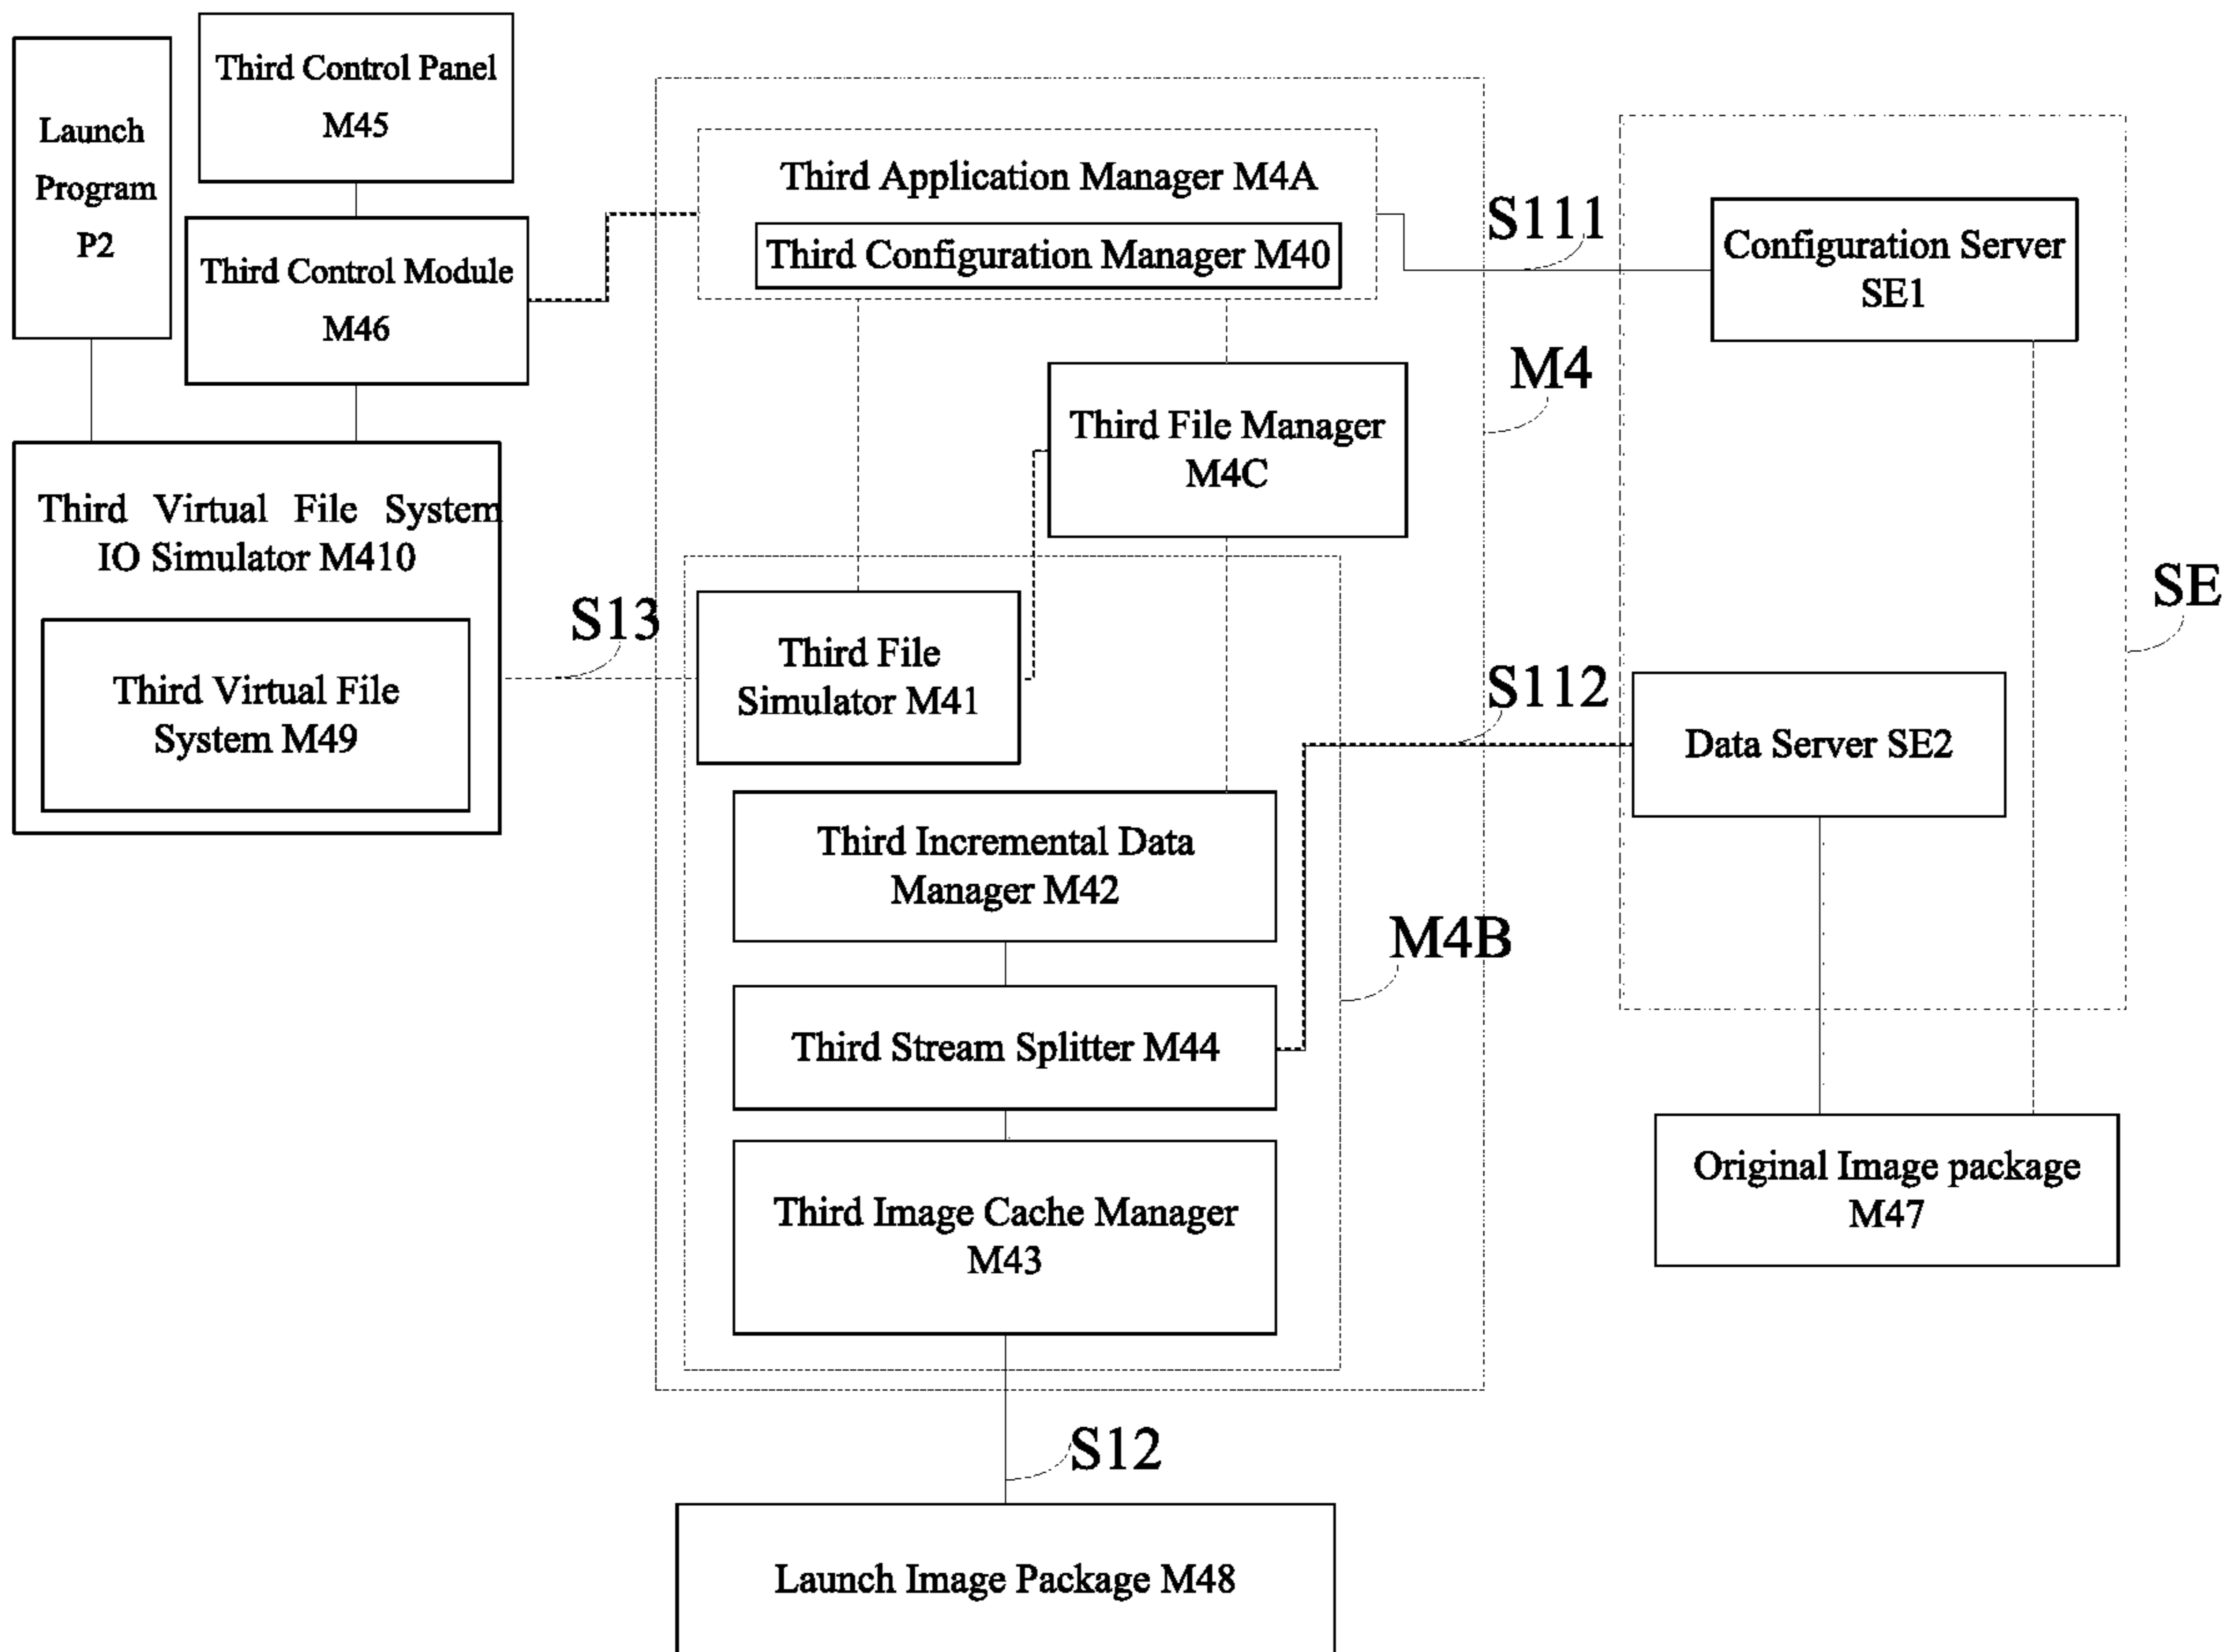 Launch
Program
P2
Third Control Panel
M45
Third Control Module
M46
Third Virtual File System
IO Simulator M410
Third Virtual File
System M49
S13
Third Application Manager M4A
Third Configuration Manager M40
Third File Manager
M4C
Third File
Simulator M41
Third Incremental Data
Manager M42
Third Stream Splitter M44
Third Image Cache Manager
M43
S12
Launch Image Package M48
S111
M4
S112
M4B
Configuration Server
SE1
SE
Data Server SE2
Original Image package
M47